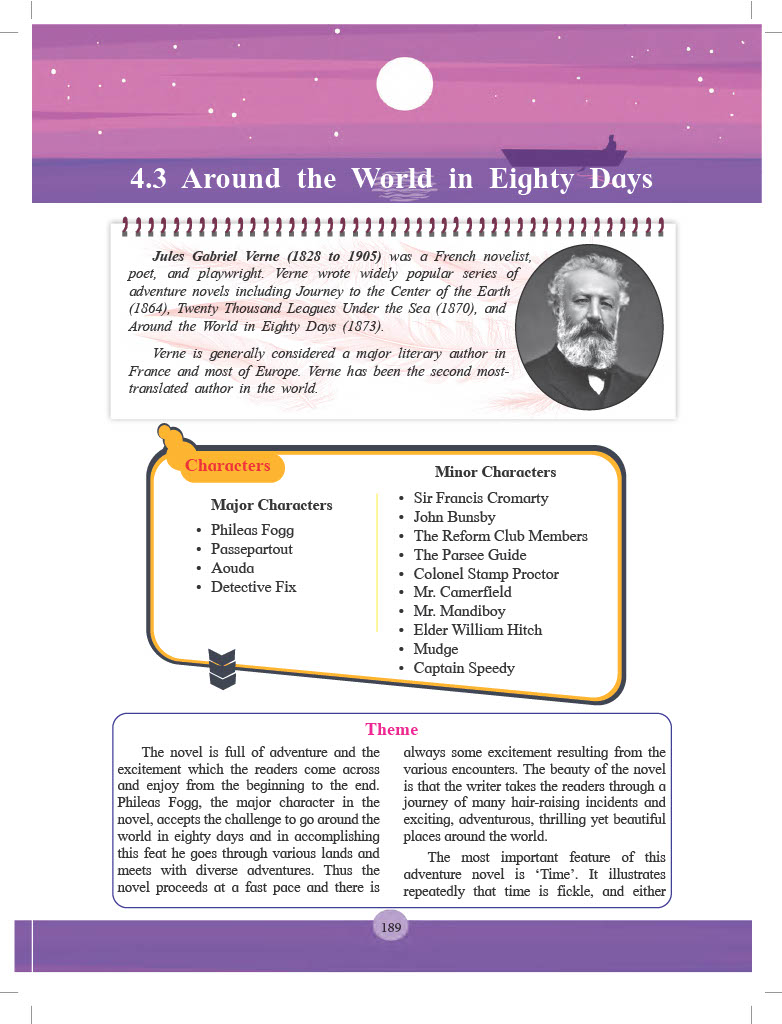 4.3 Around the World in Eighty Days
Jules Gabriel Verne (1828 to 1905) was a French novelist,
poet, and playwright. Verne wrote widely popular series of
adventure novels including Journey to the Center of the Earth
(1864), Twenty Thousand Leagues Under the Sea (1870), and
Around the World in Eighty Days (1873).
Verne is generally considered a major literary author in
France and most of Europe. Verne has been the second most-
translated author in the world.
Characters
Major Characters
• Phileas Fogg
• Passepartout
• Aouda
• Detective Fix
Minor Characters
• Sir Francis Cromarty
• John Bunsby
• The Reform Club Members
• The Parsee Guide
• Colonel Stamp Proctor
• Mr. Camerfield
• Mr. Mandiboy
• Elder William Hitch
• Mudge
• Captain Speedy
Theme
The novel is full of adventure and the
excitement which the readers come across
and enjoy from the beginning to the end.
Phileas Fogg, the major character in the
novel, accepts the challenge to go around the
world in eighty days and in accomplishing
this feat he goes through various lands and
meets with diverse adventures. Thus the
novel proceeds at a fast pace and there is
always some excitement resulting from the
various encounters. The beauty of the novel
is that the writer takes the readers through a
journey of many hair-raising incidents and
exciting, adventurous, thrilling yet beautiful
places around the world.
The most important feature of this
adventure novel is ‘Time’. It illustrates
repeatedly that time is fickle, and either
189